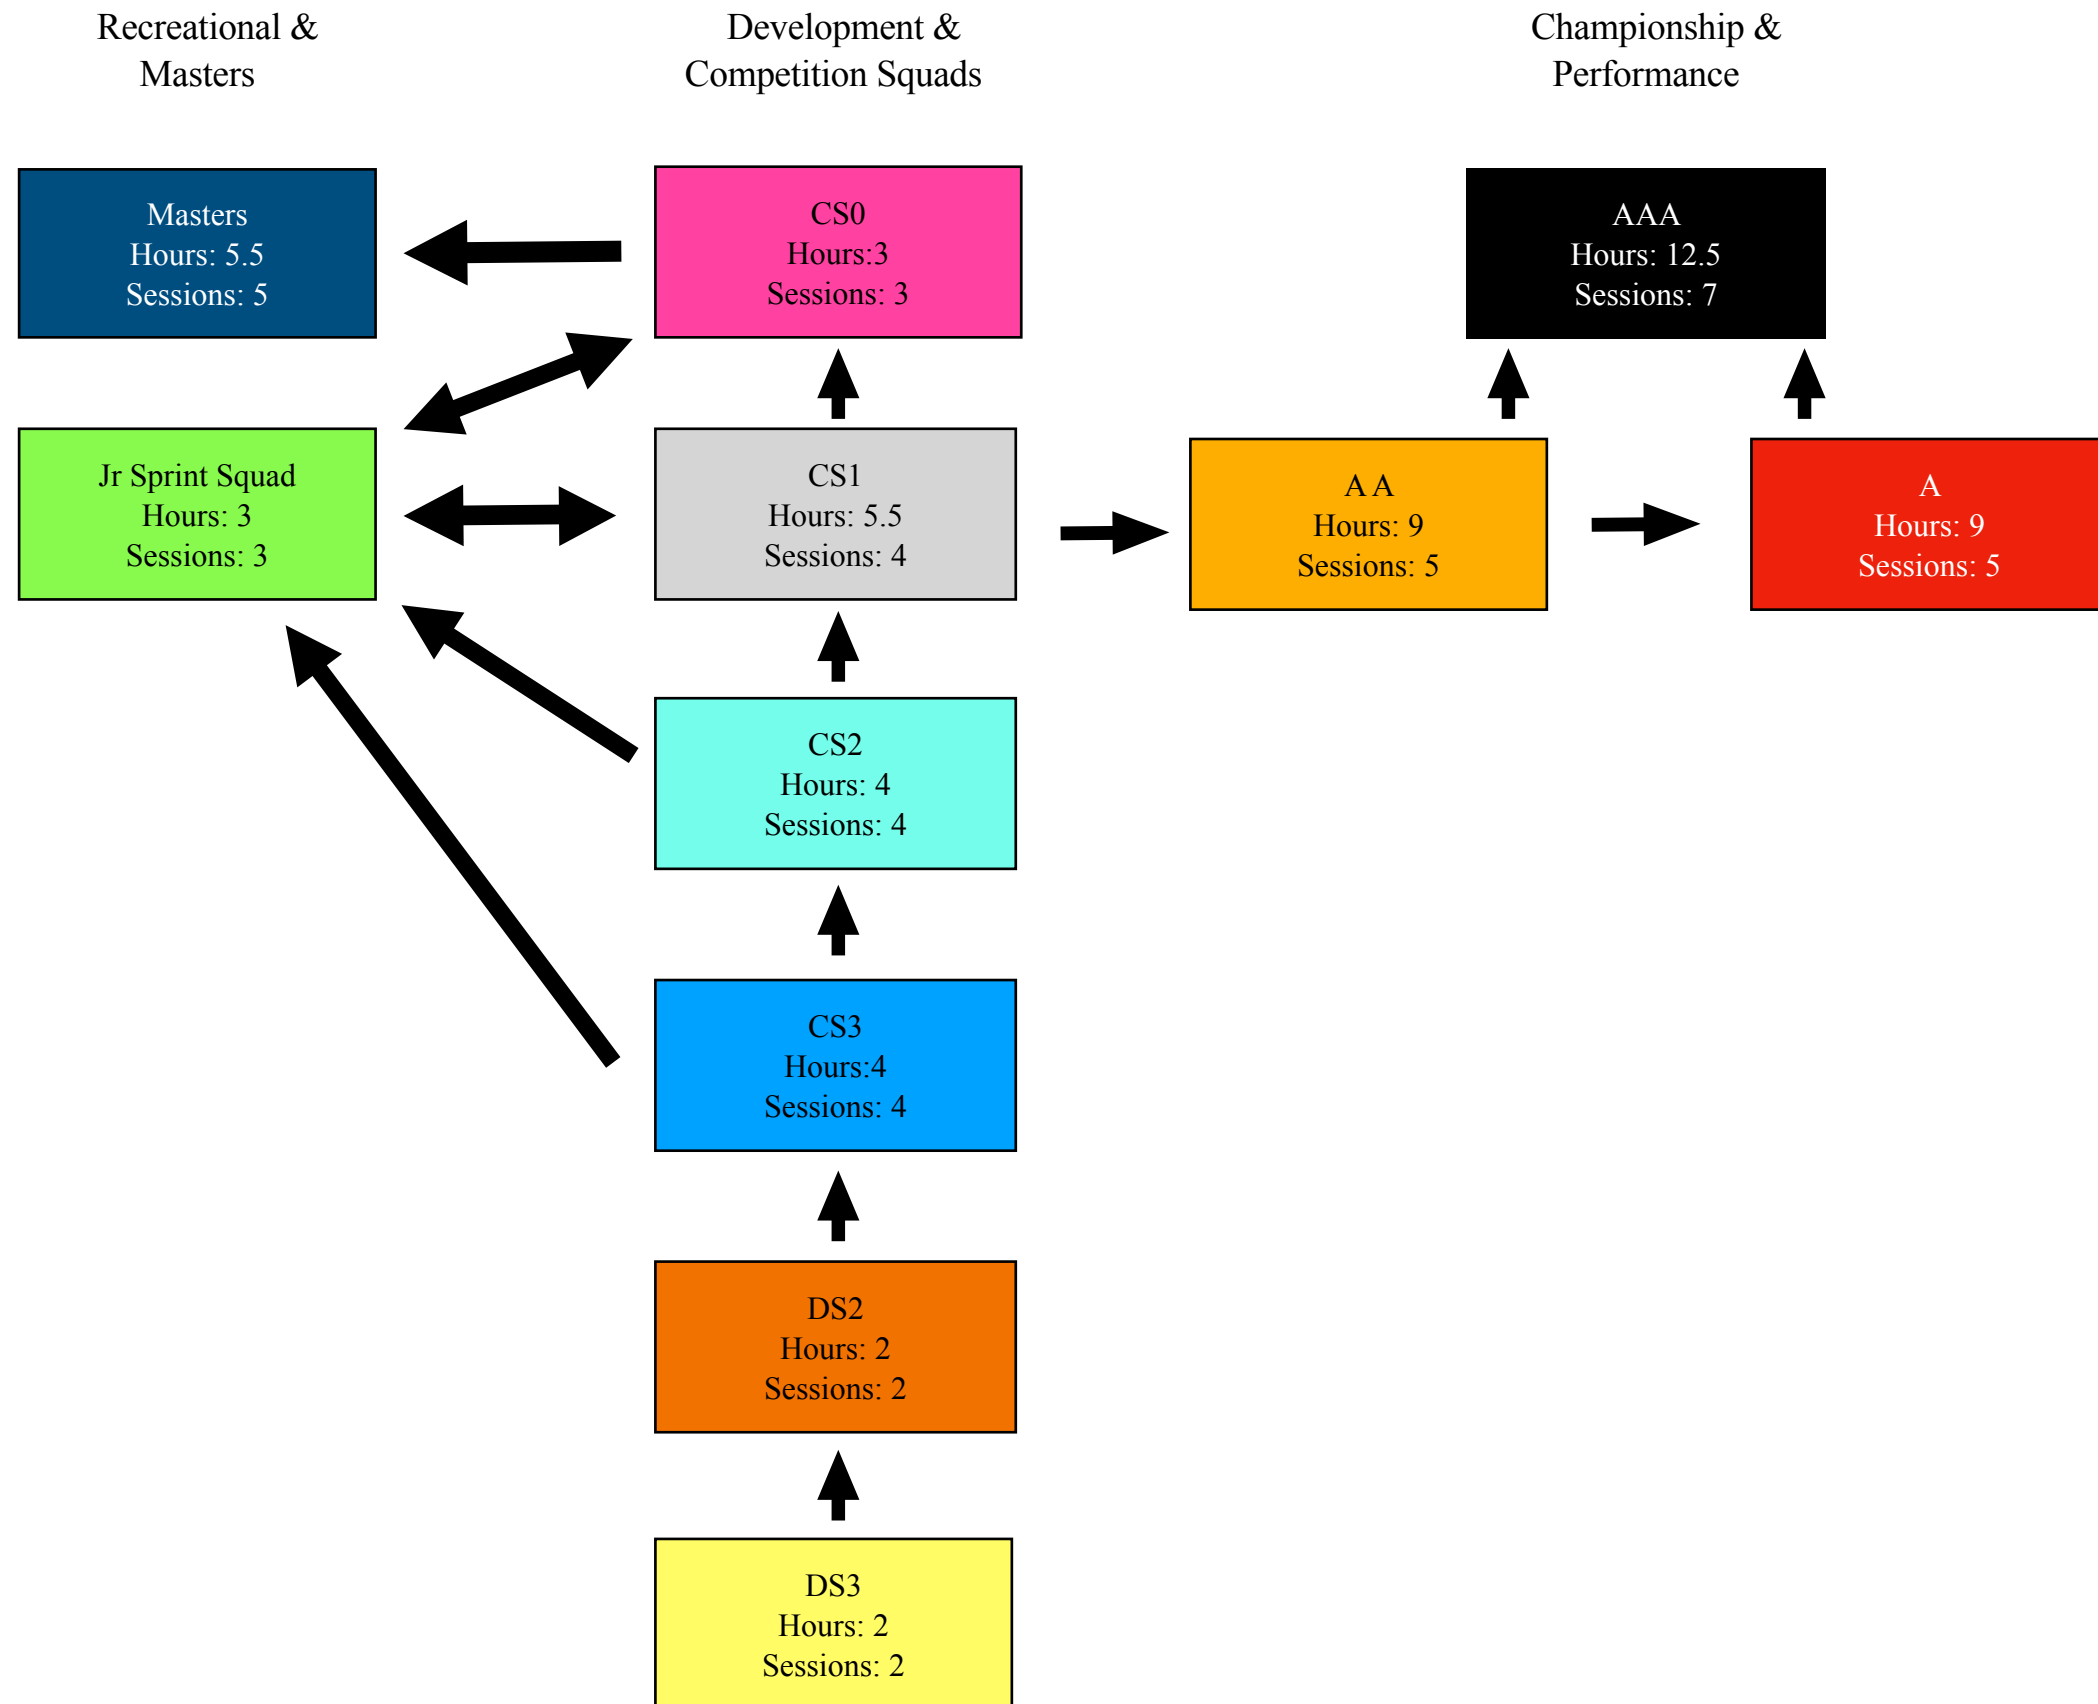 Recreational &
Masters
Development &
Competition Squads
Championship &
Performance
Masters
Hours: 5.5
Sessions: 5
CS0
Hours:3
Sessions: 3
AAA
Hours: 12.5
Sessions: 7
Jr Sprint Squad
Hours: 3
Sessions: 3
CS1
Hours: 5.5
Sessions: 4
A A
Hours: 9
Sessions: 5
A
Hours: 9
Sessions: 5
CS2
Hours: 4
Sessions: 4
CS3
Hours:4
Sessions: 4
DS2
Hours: 2
Sessions: 2
DS3
Hours: 2
Sessions: 2